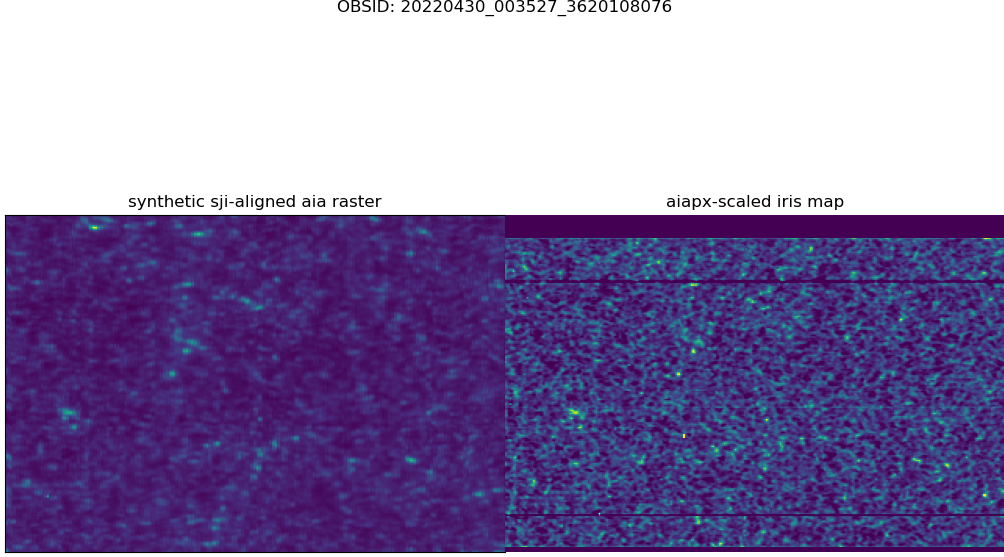 OBSID: 20220430_003527_3620108076
synthetic sji-aligned aia raster
aiapx-scaled iris map